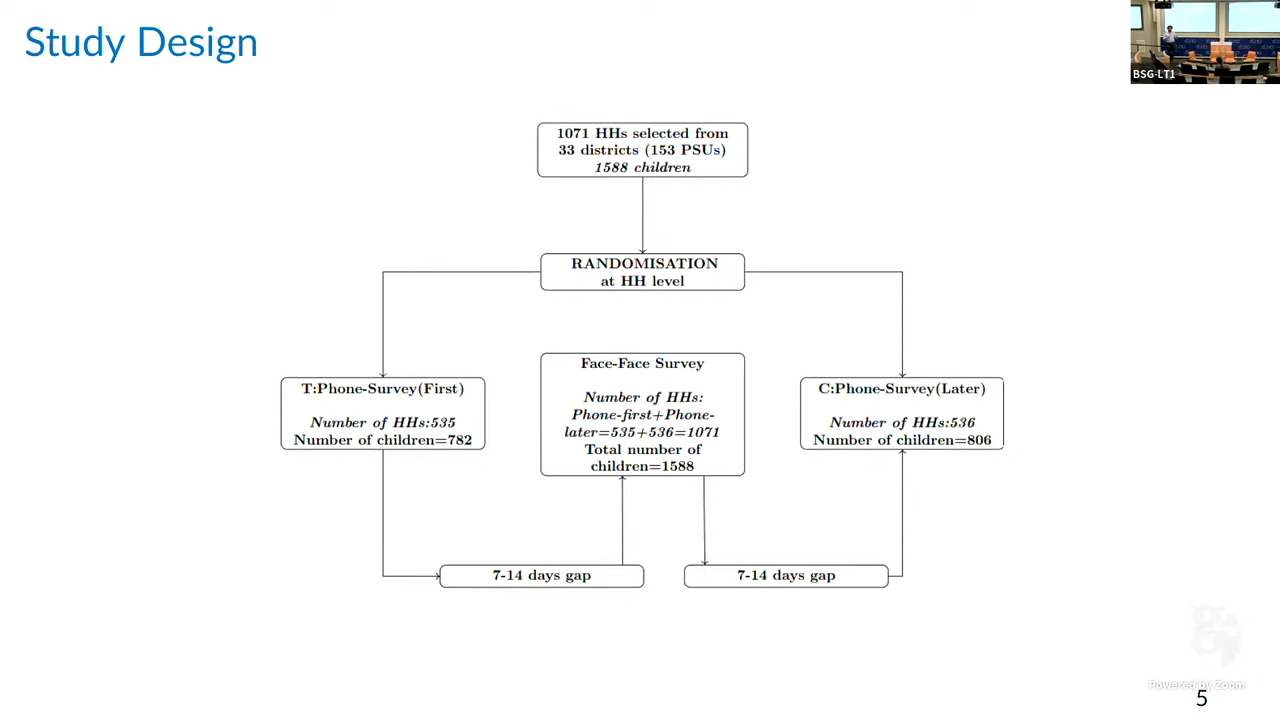 Study Design
BSG-LT1
1071 HHs selected from
33 districts (153 PSUs)
1588 children
RANDOMISATION
at HH level
T:Phone-Survey(First)
Number of HHs:535
Number of children=782
Face-Face Survey
Number of HHs:
Phone-first+Phone-
later=535+536=1071
Total number of
children=1588
C:Phone-Survey(Later)
Number of HHs:536
Number of children=806
7-14 days gap
7-14 days gap
Powered by Zoom
5